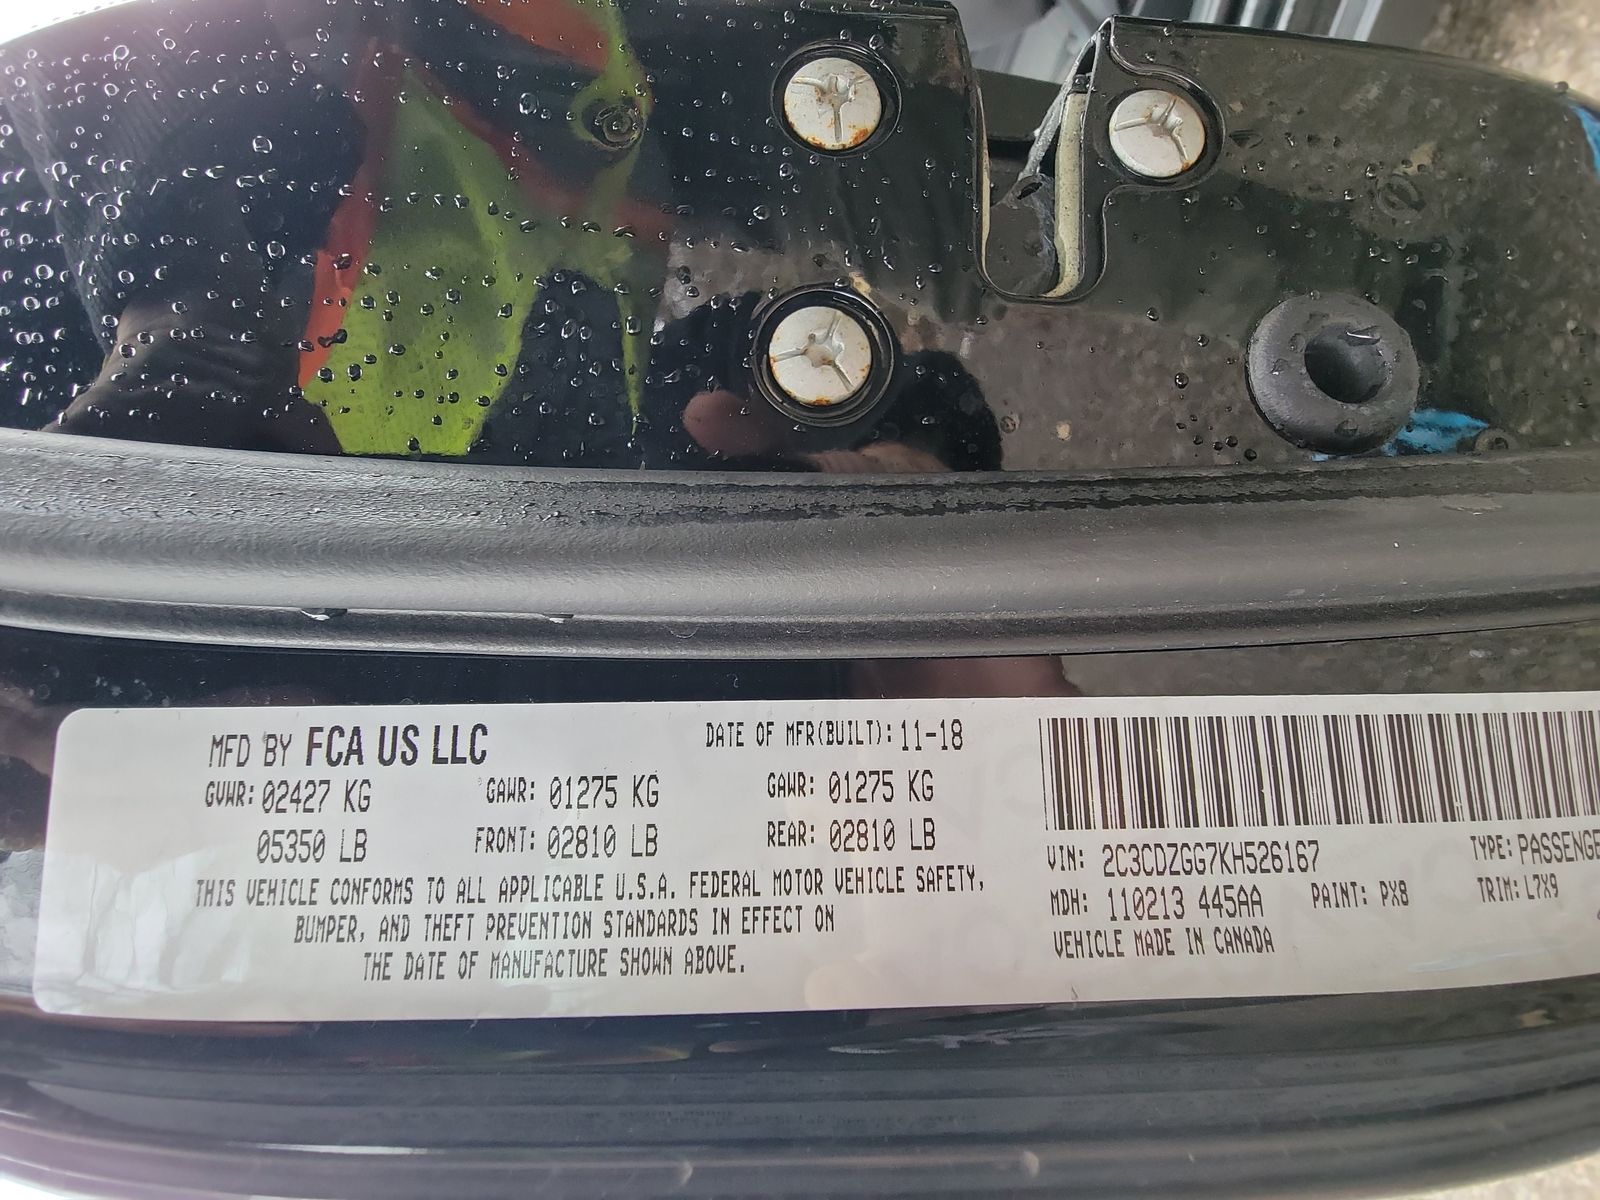 MFD BY FCA US LLC
DATE OF MFR(BUILT): 11-18
GVWR: 02427 KG
GAWR: 01275 KG
GAWR: 01275 KG
05350 LB
FRONT: 02810 LB
REAR: 02810 LB
THIS VEHICLE CONFORMS TO ALL APPLICABLE U.S.A. FEDERAL MOTOR VEHICLE SAFETY,
BUMPER, AND THEFT PREVENTION STANDARDS IN EFFECT ON
THE DATE OF MANUFACTURE SHOWN ABOVE.
VIN: 2C3CDZGG7KH526167
TYPE: PASSENGE
MDH: 110213 445AA
PAINT: PX8
TRIM: L7X9
VEHICLE MADE IN CANADA